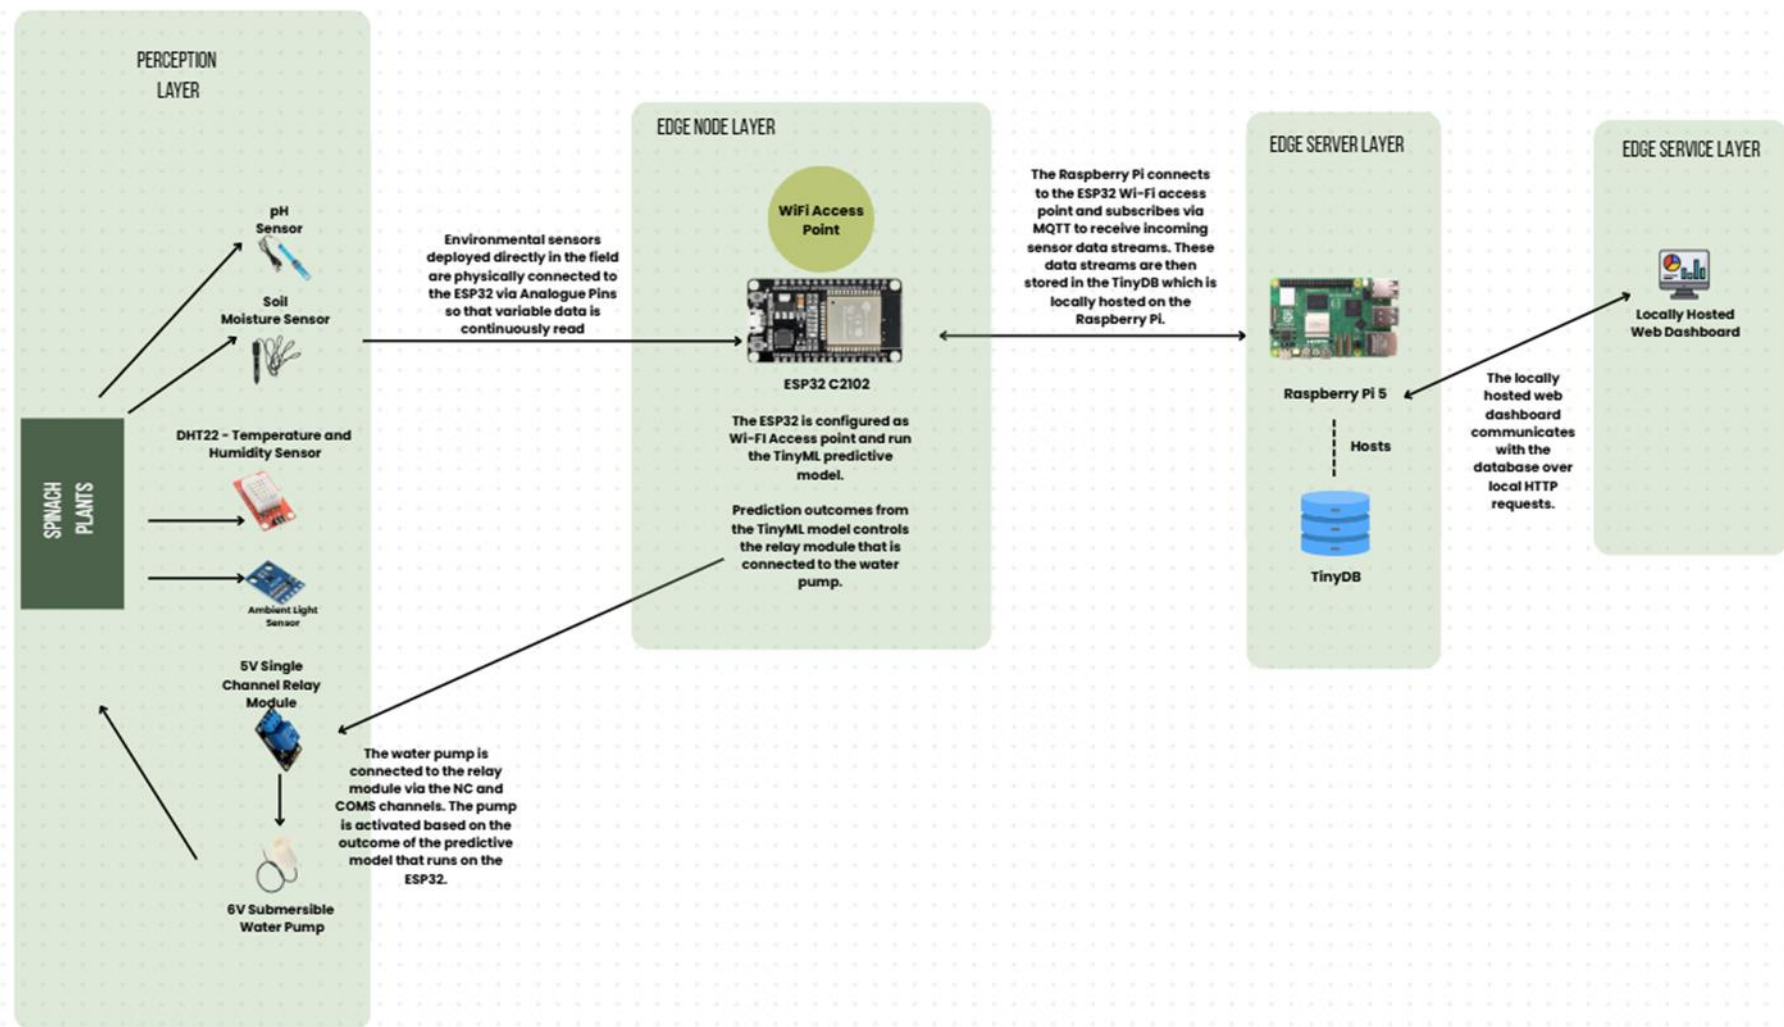 PERCEPTION
LAYER
pH
Sensor
Soil
Moisture Sensor
DHT22 - Temperature and
Humidity Sensor
SPINACH
PLANTS
Ambient Light
Sensor
5V Single
Channel Relay
Module
6V Submersible
Water Pump
Environmental sensors
deployed directly in the field
are physically connected to
the ESP32 via Analogue Pins
so that variable data is
continuously read
The water pump is
connected to the relay
module via the NC and
COMS channels. The pump
is activated based on the
outcome of the predictive
model that runs on the
ESP32.
EDGE NODE LAYER
WiFi Access
Point
ESP32 C2102
The ESP32 is configured as
Wi-FI Access point and run
the TinyML predictive
model.
Prediction outcomes from
the TinyML model controls
the relay module that is
connected to the water
pump.
The Raspberry Pi connects
to the ESP32 Wi-Fi access
point and subscribes via
MQTT to receive incoming
sensor data streams. These
data streams are then
stored in the TinyDB which is
locally hosted on the
Raspberry Pi.
EDGE SERVER LAYER
Raspberry Pi 5
Hosts
TinyDB
The locally
hosted web
dashboard
communicates
with the
database over
local HTTP
requests.
EDGE SERVICE LAYER
Locally Hosted
Web Dashboard